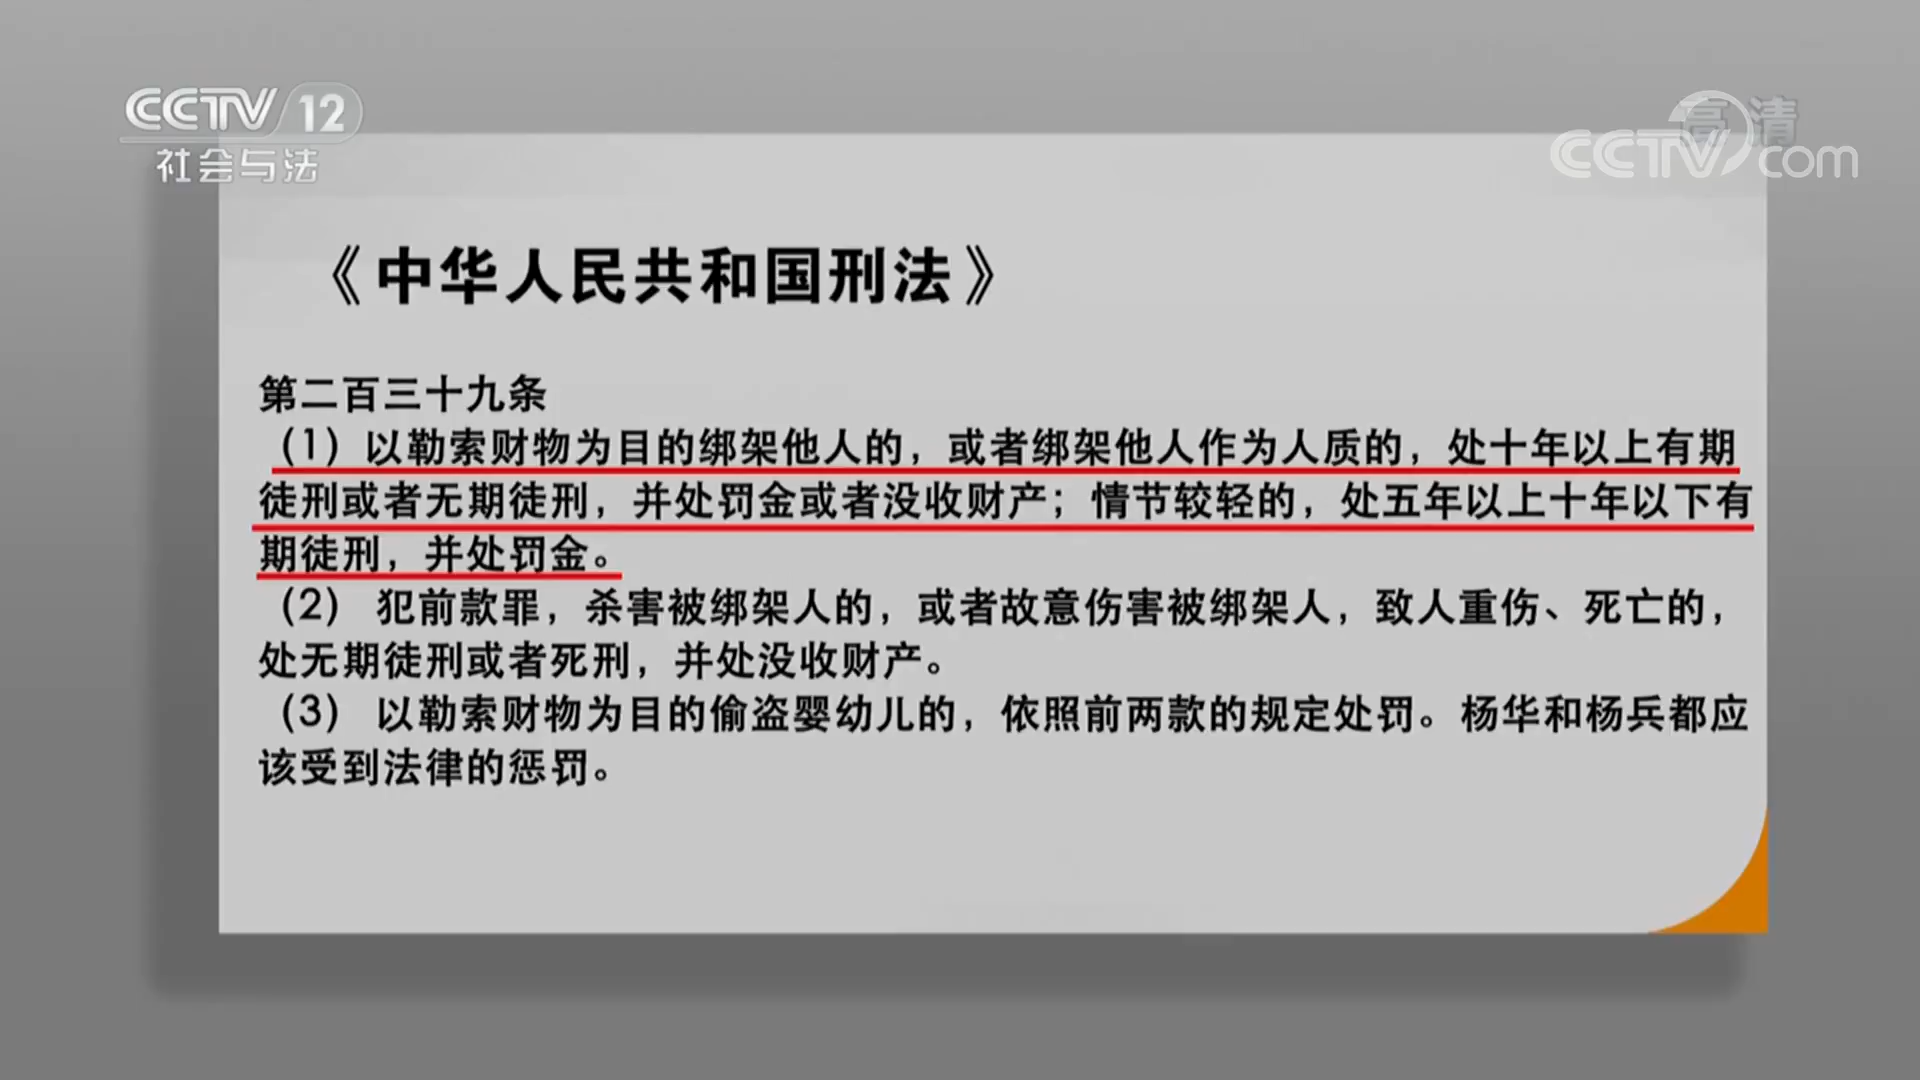 CCTV 12
社会与法
高清
CCTV.com
《中华人民共和国刑法》
第二百三十九条
（1）以勒索财物为目的绑架他人的，或者绑架他人作为人质的，处十年以上有期
徒刑或者无期徒刑，并处罚金或者没收财产；情节较轻的，处五年以上十年以下有
期徒刑，并处罚金。
（2） 犯前款罪，杀害被绑架人的，或者故意伤害被绑架人，致人重伤、死亡的，
处无期徒刑或者死刑，并处没收财产。
（3） 以勒索财物为目的偷盗婴幼儿的，依照前两款的规定处罚。杨华和杨兵都应
该受到法律的惩罚。